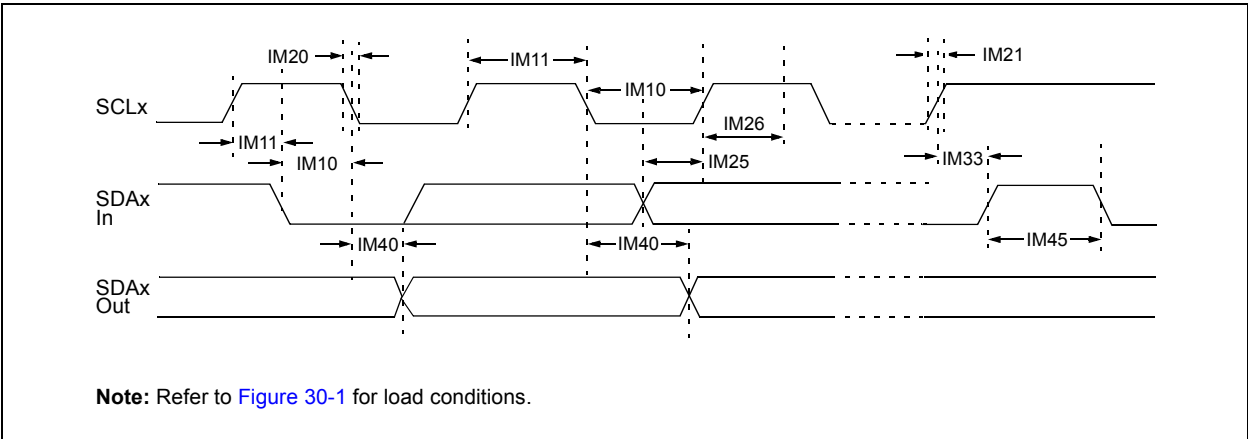 IM20
IM11
IM21
SCLx
IM10
IM26
IM11
IM10
IM25
IM33
SDAx
In
IM40
IM40
IM45
SDAx
Out
Note: Refer to Figure 30-1 for load conditions.